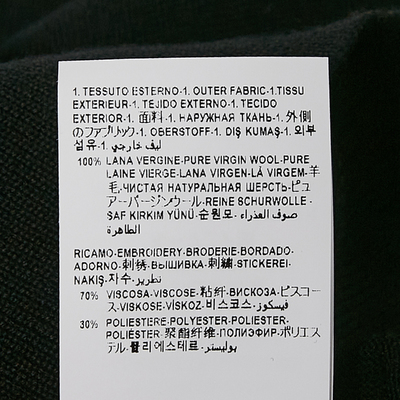 1. TESSUTO ESTERNO-1. OUTER FABRIC-1.TISSU
EXTERIEUR-1. TEJIDO EXTERNO-1. TECIDO
EXTERIOR-1. 面料-1. НАРУЖНАЯ ТКАНЬ-1. 外側
のファブリック-1. OBERSTOFF-1. DIŞ KUMAŞ-1. 외부
섬유-1. ليف خارجي
100% LANA VERGINE-PURE VIRGIN WOOL-PURE
LAINE VIERGE-LANA VIRGEN-LÃ VIRGEM-羊
毛-ЧИСТАЯ НАТУРАЛЬНАЯ ШЕРСТЬ-ピュ
アーバージンウール-REINE SCHURWOLLE-
SAF KIRKIM YÜNÜ-순원모-صوف العذراء
الطاهرة
RICAMO-EMBROIDERY-BRODERIE-BORDADO-
ADORNO-刺绣-ВЫШИВКА-刺繍-STICKEREI-
NAKIŞ-자수-تطريز
70% VISCOSA-VISCOSE-粘纤-ВИСКОЗА-ビスコー
ス-VISKOSE-VİSKOZ-비스코스-فيسكوز
30% POLIESTERE-POLYESTER-POLIESTER-
POLIÉSTER-聚酯纤维-ПОЛИЭФИР-ポリエス
テル-폴리에스테르-بوليستر